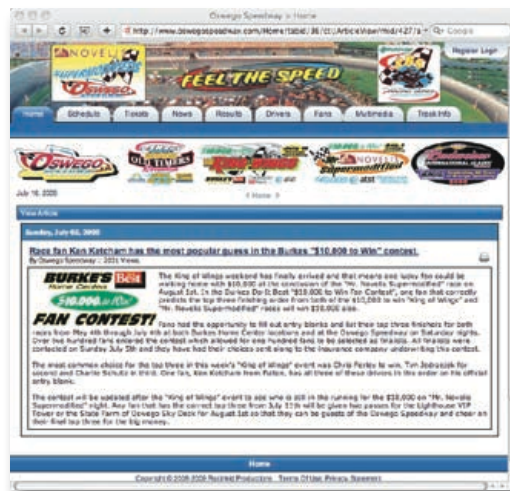 Oswego Speedway > Home
http://www.oswegospeedway.com/Home/tabid/36/ctl/ArticleView/mid/427/a
Google
NOVELIS
SUPERMODIFIEDS
FEEL THE SPEED
Register Login
Home Schedule Tickets News Results Drivers Fans Multimedia Track Info
OSWEGO OLD TIMERS KING OF WINGS NOVELIS Supermodified INTERNATIONAL CLASSIC
SPEEDWAY
Home
View Article
Race fan Ken Ketcham has the most popular guess in the Burkes "$10,000 to Win" contest.
By Oswego Speedway : 2031 Views
BURKE'S Do it Best
Home Centers
$10,000 to Win
FAN CONTEST!
The King of Wings weekend has finally arrived and that means one lucky fan could be
walking home with $10,000 at the conclusion of the "Mr. Novelis Supermodified" race on
August 1st. In the Burkes Do It Best "$10,000 to Win Fan Contest", one fan that correctly
predicts the top three finishing order from both of the $10,000 to win "King of Wings" and
"Mr. Novelis Supermodified" races will win $10,000 also.
Fans had the opportunity to fill out entry blanks and list their top three finishers for both
races from May 4th through July 4th at both Burkes Home Center locations and at the Oswego Speedway on Saturday nights.
Over two hundred fans entered the contest which allowed for one hundred fans to be selected as finalists. All finalists were
contacted on Sunday July 5th and they have had their choices sent along to the insurance company underwriting this contest.
The most common choice for the top three in this week's "King of Wings" event was Chris Perley to win, Tim Jedrzejek for
second and Charlie Schultz in third. One fan, Ken Ketcham from Fulton, has all three of these drivers in the order on his official
entry blank.
The contest will be updated after the "King of Wings" event to see who is still in the running for the $10,000 on "Mr. Novelis
Supermodified" night. Any fan that has the correct top three from July 11th will be given two passes for the Lighthouse VIP
Tower or the State Farm of Oswego Sky Deck for August 1st so that they can be guests of the Oswego Speedway and cheer on
their final top three for the big money.
Home
Terms Of Use Privacy Statement